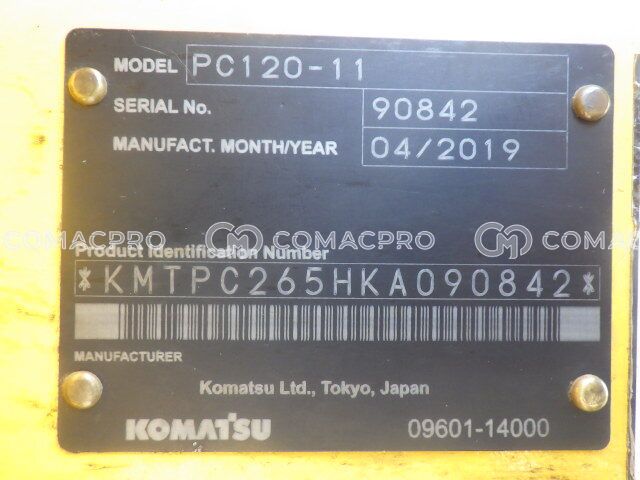 MODEL PC120-11
SERIAL No. 90842
MANUFACT. MONTH/YEAR 04/2019
COMACPRO COMACPRO
Product Identification Number
*KMTPC265HKA090842*
MANUFACTURER
Komatsu Ltd., Tokyo, Japan
KOMATSU 09601-14000